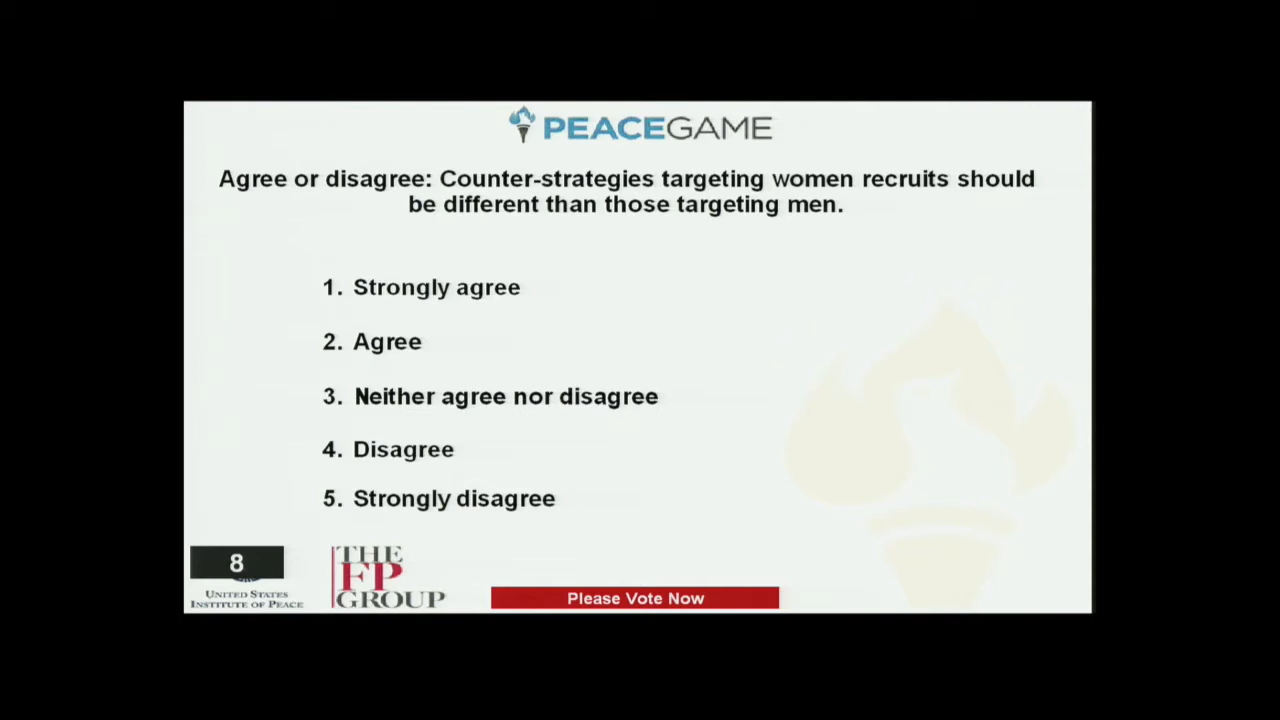 PEACEGAME
Agree or disagree: Counter-strategies targeting women recruits should
be different than those targeting men.
1. Strongly agree
2. Agree
3. Neither agree nor disagree
4. Disagree
5. Strongly disagree
8
UNITED STATES
INSTITUTE OF PEACE
THE
FP
GROUP
Please Vote Now